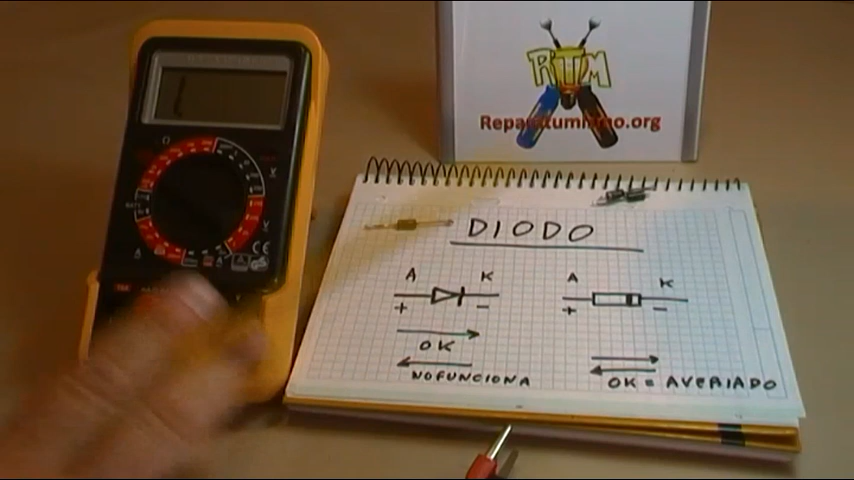 RTM
Reparatumismo.org
DIODO
A K
+ -
OK
NOFUNCIONA
A K
+ -
OK = AVERIADO